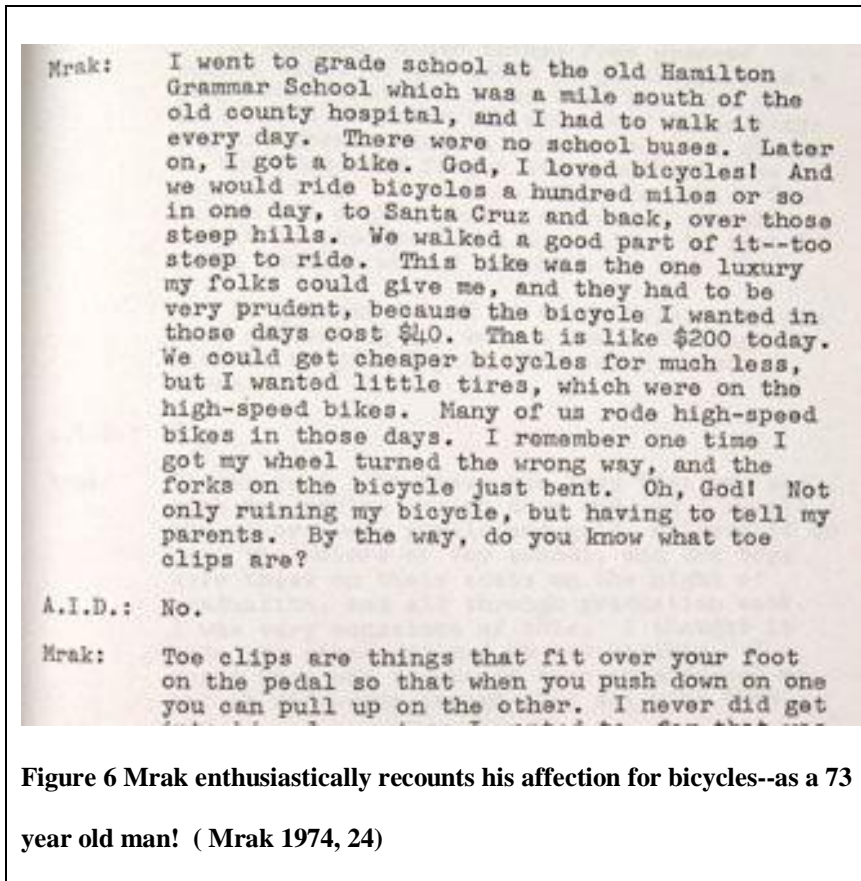 Mrak: I went to grade school at the old Hamilton
Grammar School which was a mile south of the
old county hospital, and I had to walk it
every day. There were no school buses. Later
on, I got a bike. God, I loved bicycles! And
we would ride bicycles a hundred miles or so
in one day, to Santa Cruz and back, over those
steep hills. We walked a good part of it--too
steep to ride. This bike was the one luxury
my folks could give me, and they had to be
very prudent, because the bicycle I wanted in
those days cost $40. That is like $200 today.
We could get cheaper bicycles for much less,
but I wanted little tires, which were on the
high-speed bikes. Many of us rode high-speed
bikes in those days. I remember one time I
got my wheel turned the wrong way, and the
forks on the bicycle just bent. Oh, God! Not
only ruining my bicycle, but having to tell my
parents. By the way, do you know what toe
clips are?
A.I.D.: No.
Mrak: Toe clips are things that fit over your foot
on the pedal so that when you push down on one
you can pull up on the other. I never did get
Figure 6 Mrak enthusiastically recounts his affection for bicycles--as a 73
year old man! ( Mrak 1974, 24)